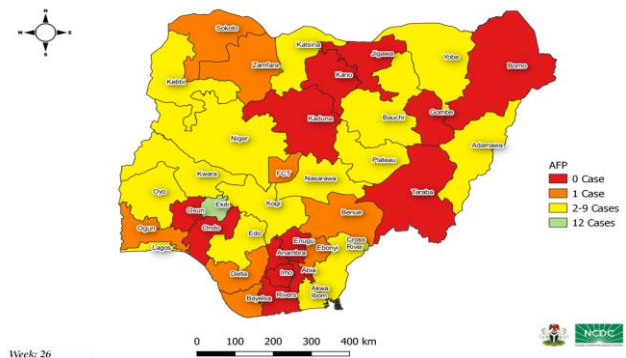 N
W E
S
Sokoto
Katsina
Jigawa
Zamfara
Yobe
Borno
Kano
Kebbi
Kaduna
Gombe
Bauchi
Niger
Adamawa
Plateau
Kwara
FCT
Nasarawa
Taraba
Oyo
Ekiti
Kogi
Osun
Benue
Ondo
Ogun
Edo
Enugu
Cross
River
Lagos
Anambra
Ebonyi
Delta
Imo
Abia
Bayelsa
Rivers
Akwa
Ibom
AFP
0 Case
1 Case
2-9 Cases
12 Cases
0 100 200 300 400 km
Week: 26
NCDC